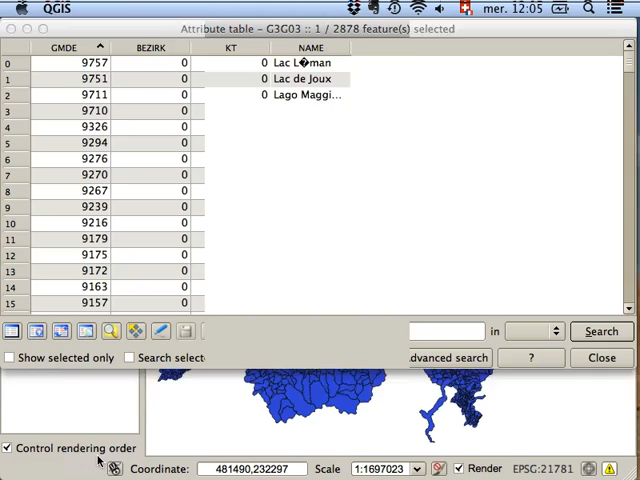 QGIS mer. 12:05
Attribute table - G3G03 :: 1 / 2878 feature(s) selected
GMDE BEZIRK KT NAME
0 9757 0 0 Lac L�man
1 9751 0 0 Lac de Joux
2 9711 0 0 Lago Maggi...
3 9710 0
4 9326 0
5 9294 0
6 9276 0
7 9270 0
8 9267 0
9 9239 0
10 9216 0
11 9179 0
12 9175 0
13 9172 0
14 9163 0
15 9157 0
in Search
Show selected only Search selecte
dvanced search ? Close
Control rendering order
Coordinate: 481490,232297 Scale 1:1697023 Render EPSG:21781